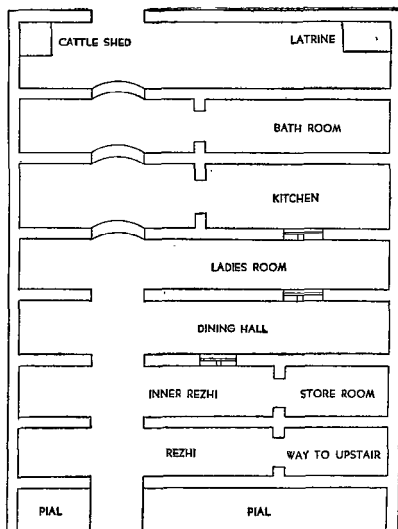 CATTLE SHED
LATRINE
BATH ROOM
KITCHEN
LADIES ROOM
DINING HALL
INNER REZHI
STORE ROOM
REZHI
WAY TO UPSTAIR
PIAL
PIAL